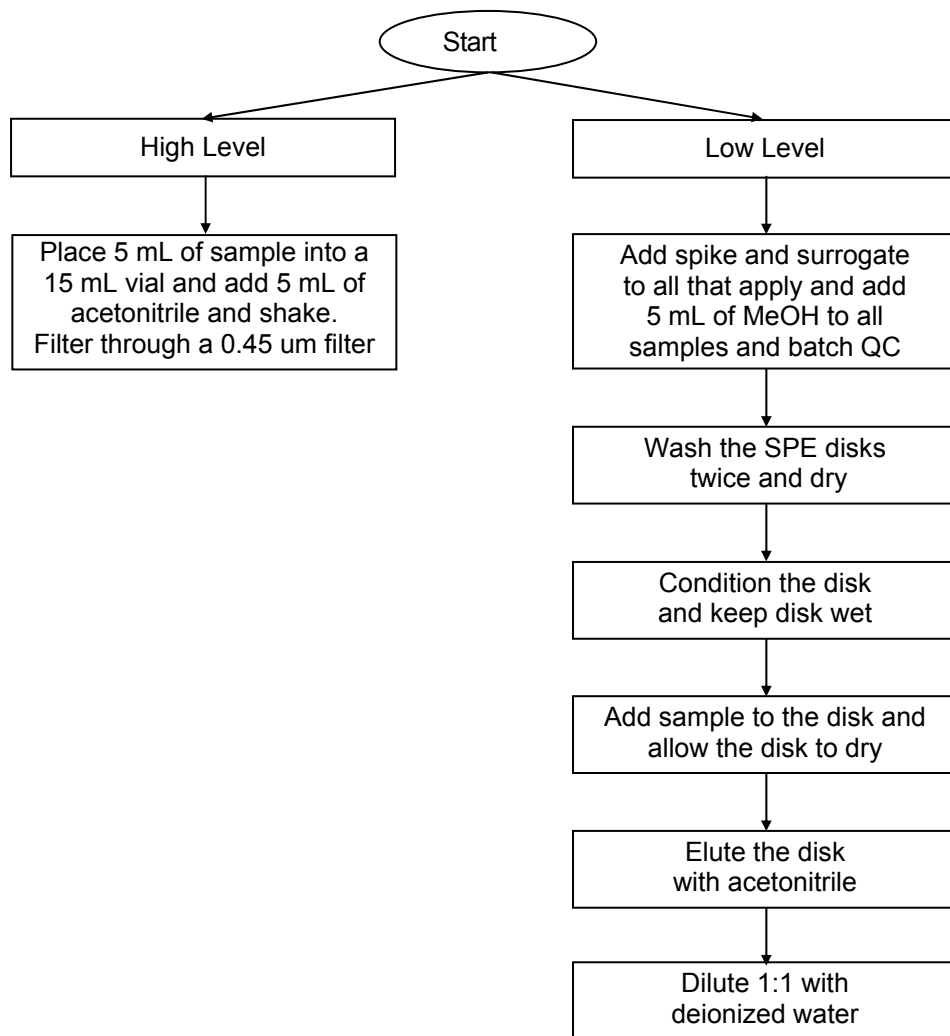 Start
High Level
Place 5 mL of sample into a
15 mL vial and add 5 mL of
acetonitrile and shake.
Filter through a 0.45 um filter
Low Level
Add spike and surrogate
to all that apply and add
5 mL of MeOH to all
samples and batch QC
Wash the SPE disks
twice and dry
Condition the disk
and keep disk wet
Add sample to the disk and
allow the disk to dry
Elute the disk
with acetonitrile
Dilute 1:1 with
deionized water